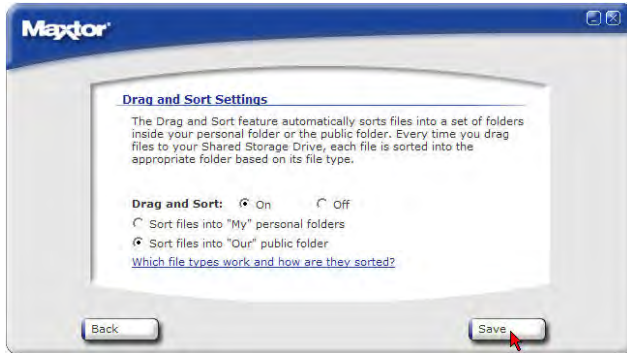 Maxtor
Drag and Sort Settings
The Drag and Sort feature automatically sorts files into a set of folders
inside your personal folder or the public folder. Every time you drag
files to your Shared Storage Drive, each file is sorted into the
appropriate folder based on its file type.
Drag and Sort: On Off
Sort files into "My" personal folders
Sort files into "Our" public folder
Which file types work and how are they sorted?
Back Save